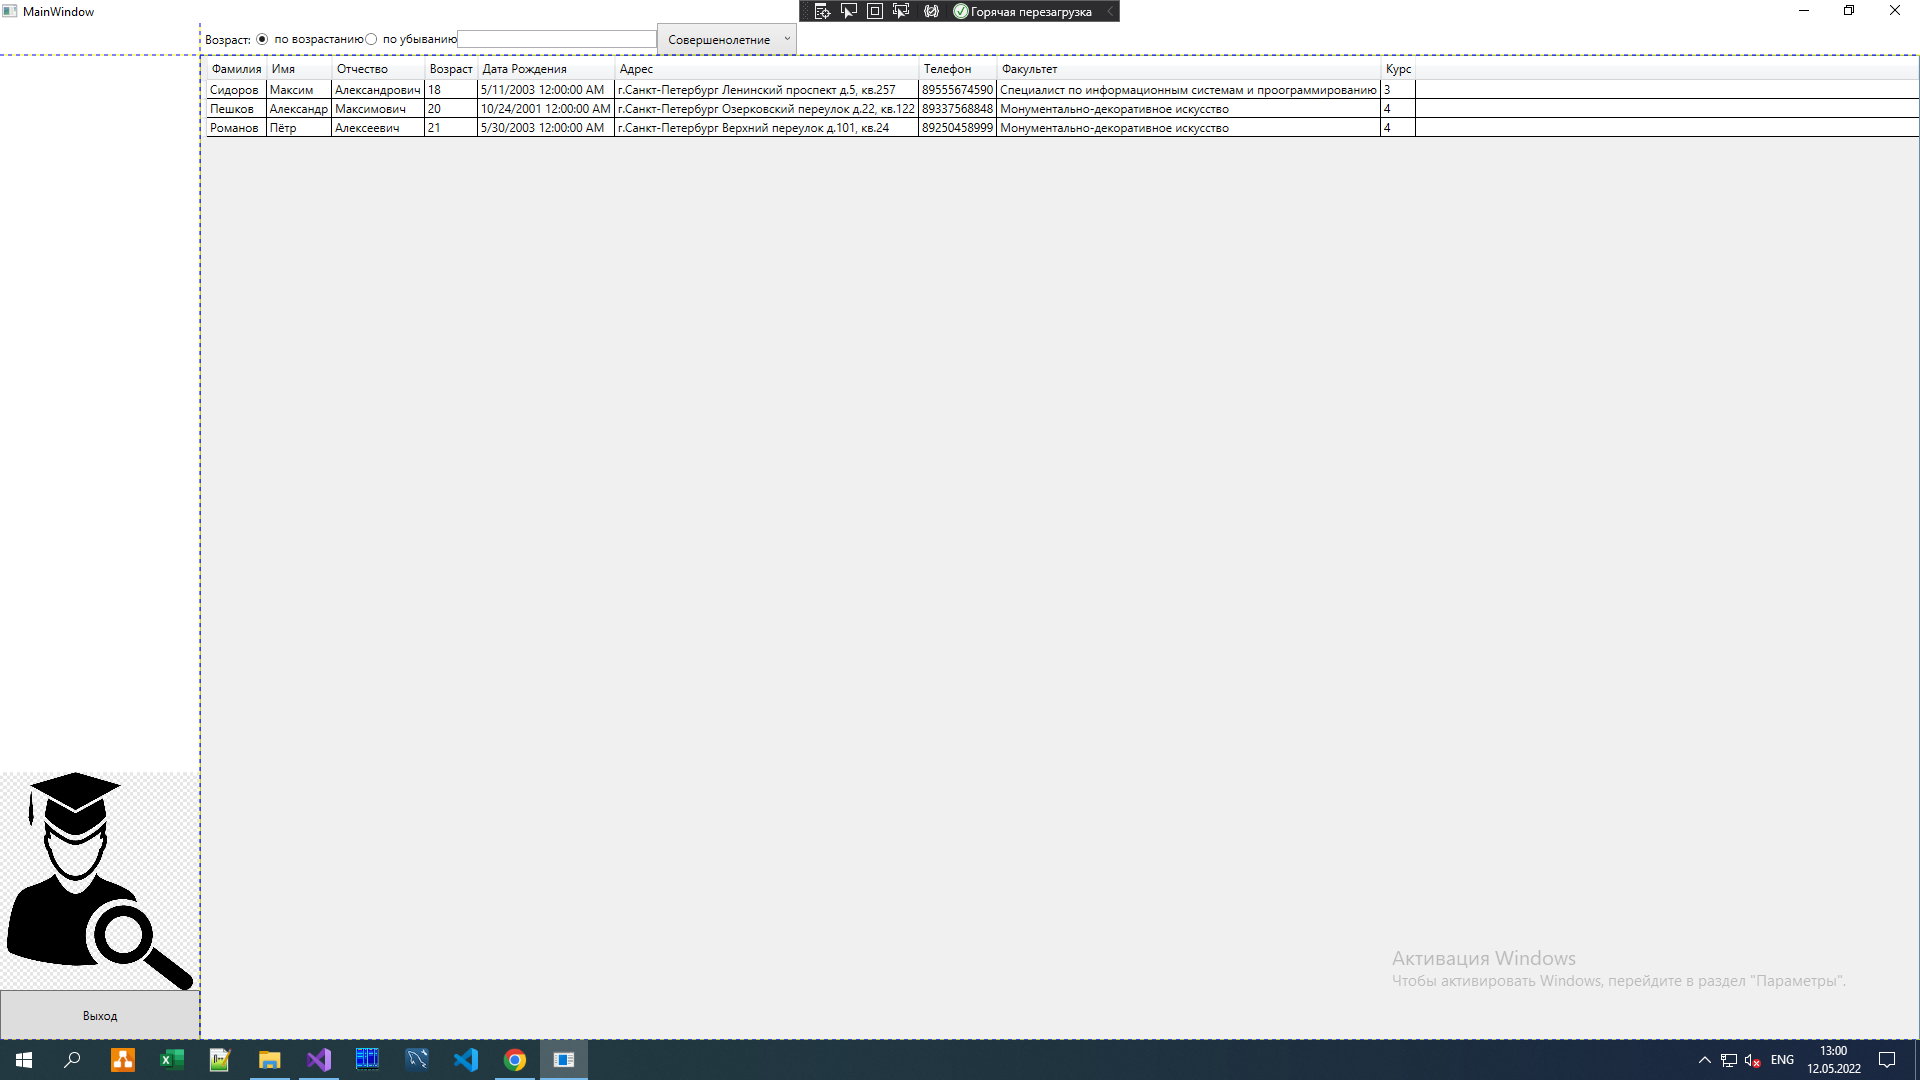 MainWindow
Горячая перезагрузка
Возраст: по возрастанию по убыванию Совершенолетние
Фамилия Имя Отчество Возраст Дата Рождения Адрес Телефон Факультет Курс
Сидоров Максим Александрович 18 5/11/2003 12:00:00 AM г.Санкт-Петербург Ленинский проспект д.5, кв.257 89555674590 Специалист по информационным системам и проограммированию 3
Пешков Александр Максимович 20 10/24/2001 12:00:00 AM г.Санкт-Петербург Озерковский переулок д.22, кв.122 89337568848 Монументально-декоративное искусство 4
Романов Пётр Алексеевич 21 5/30/2003 12:00:00 AM г.Санкт-Петербург Верхний переулок д.101, кв.24 89250458999 Монументально-декоративное искусство 4
Активация Windows
Чтобы активировать Windows, перейдите в раздел "Параметры".
Выход
ENG
13:00
12.05.2022